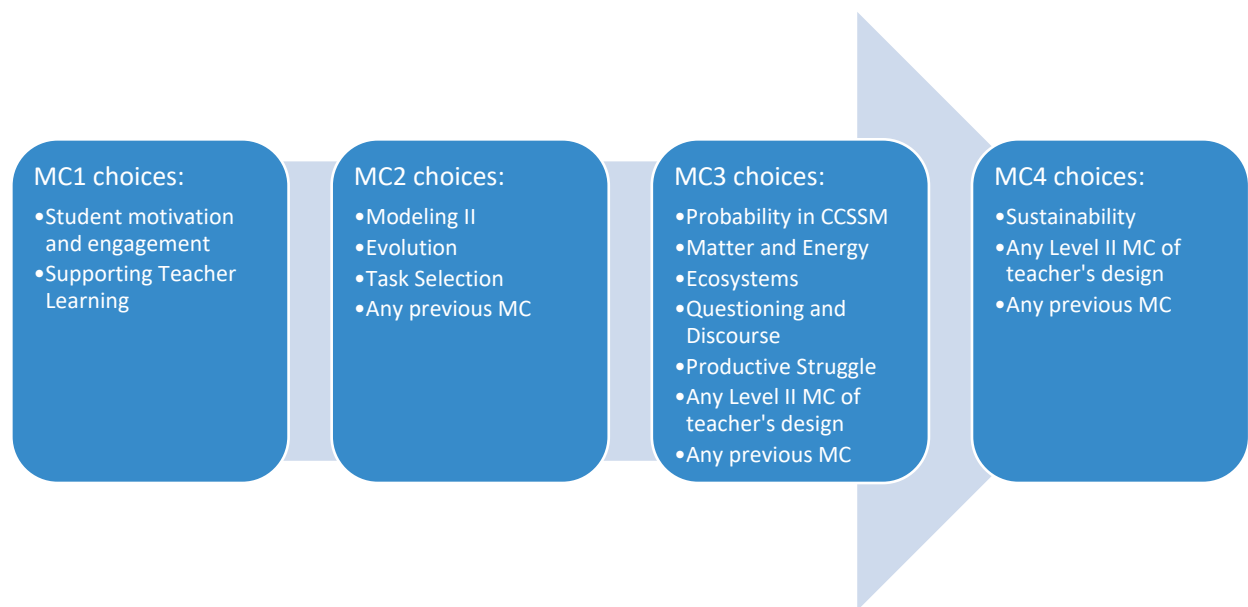 MC1 choices:
•Student motivation
and engagement
•Supporting Teacher
Learning
MC2 choices:
•Modeling II
•Evolution
•Task Selection
•Any previous MC
MC3 choices:
•Probability in CCSSM
•Matter and Energy
•Ecosystems
•Questioning and
Discourse
•Productive Struggle
•Any Level II MC of
teacher's design
•Any previous MC
MC4 choices:
•Sustainability
•Any Level II MC of
teacher's design
•Any previous MC